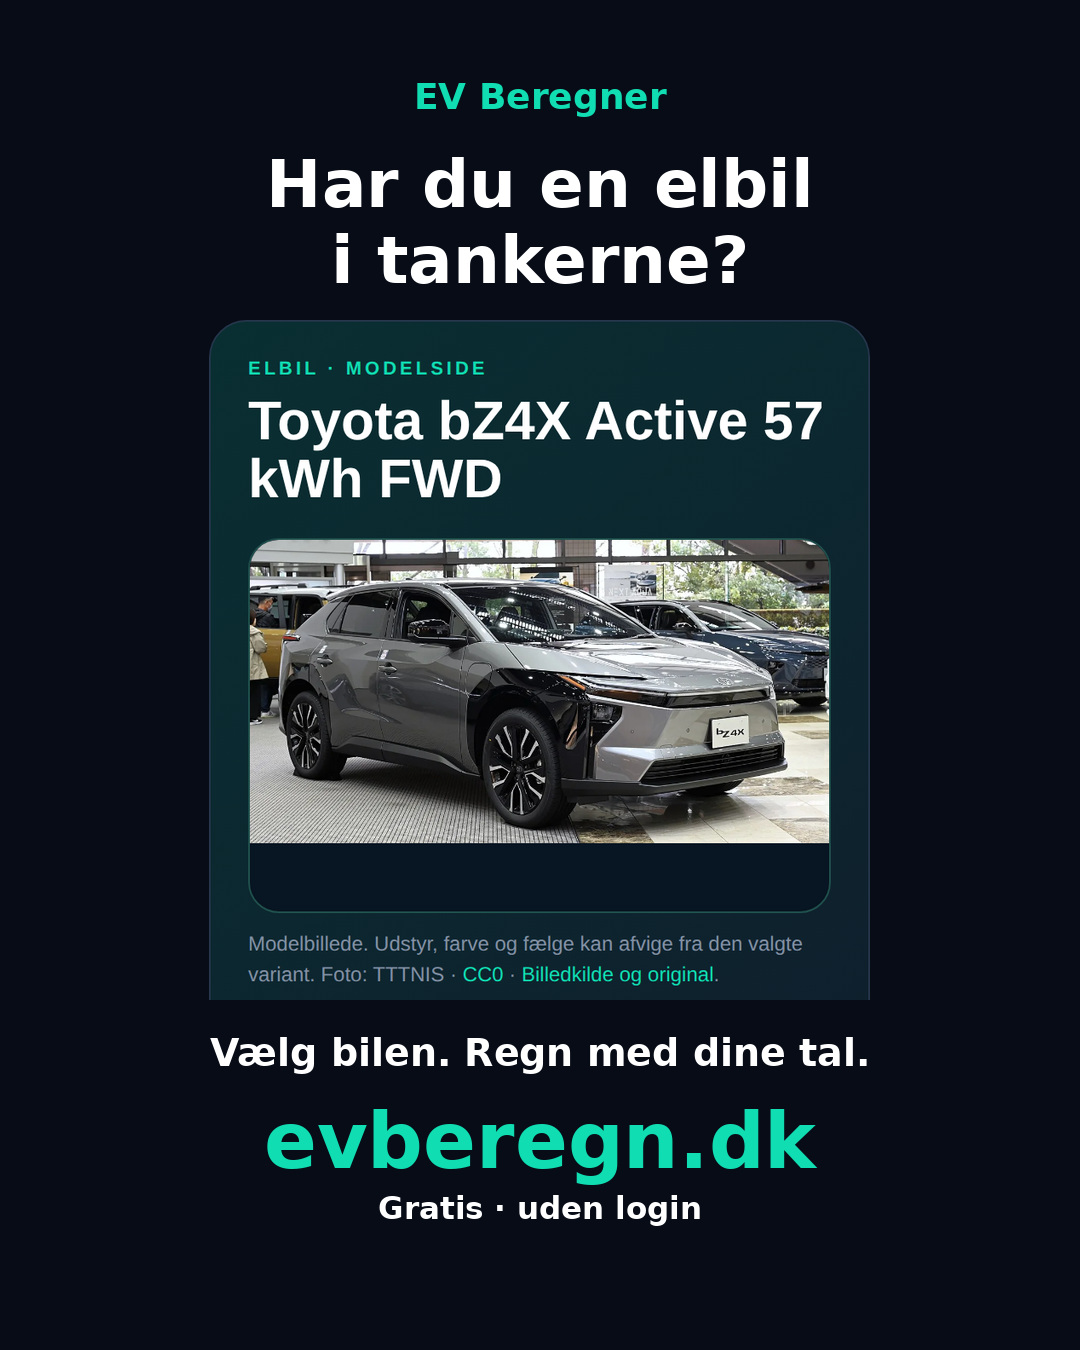 EV Beregner
Har du en elbil
i tankerne?
ELBIL · MODELSIDE
Toyota bZ4X Active 57
kWh FWD
bZ4X
Modelbillede. Udstyr, farve og fælge kan afvige fra den valgte
variant. Foto: TTTNIS · CC0 · Billedkilde og original.
Vælg bilen. Regn med dine tal.
evberegn.dk
Gratis · uden login